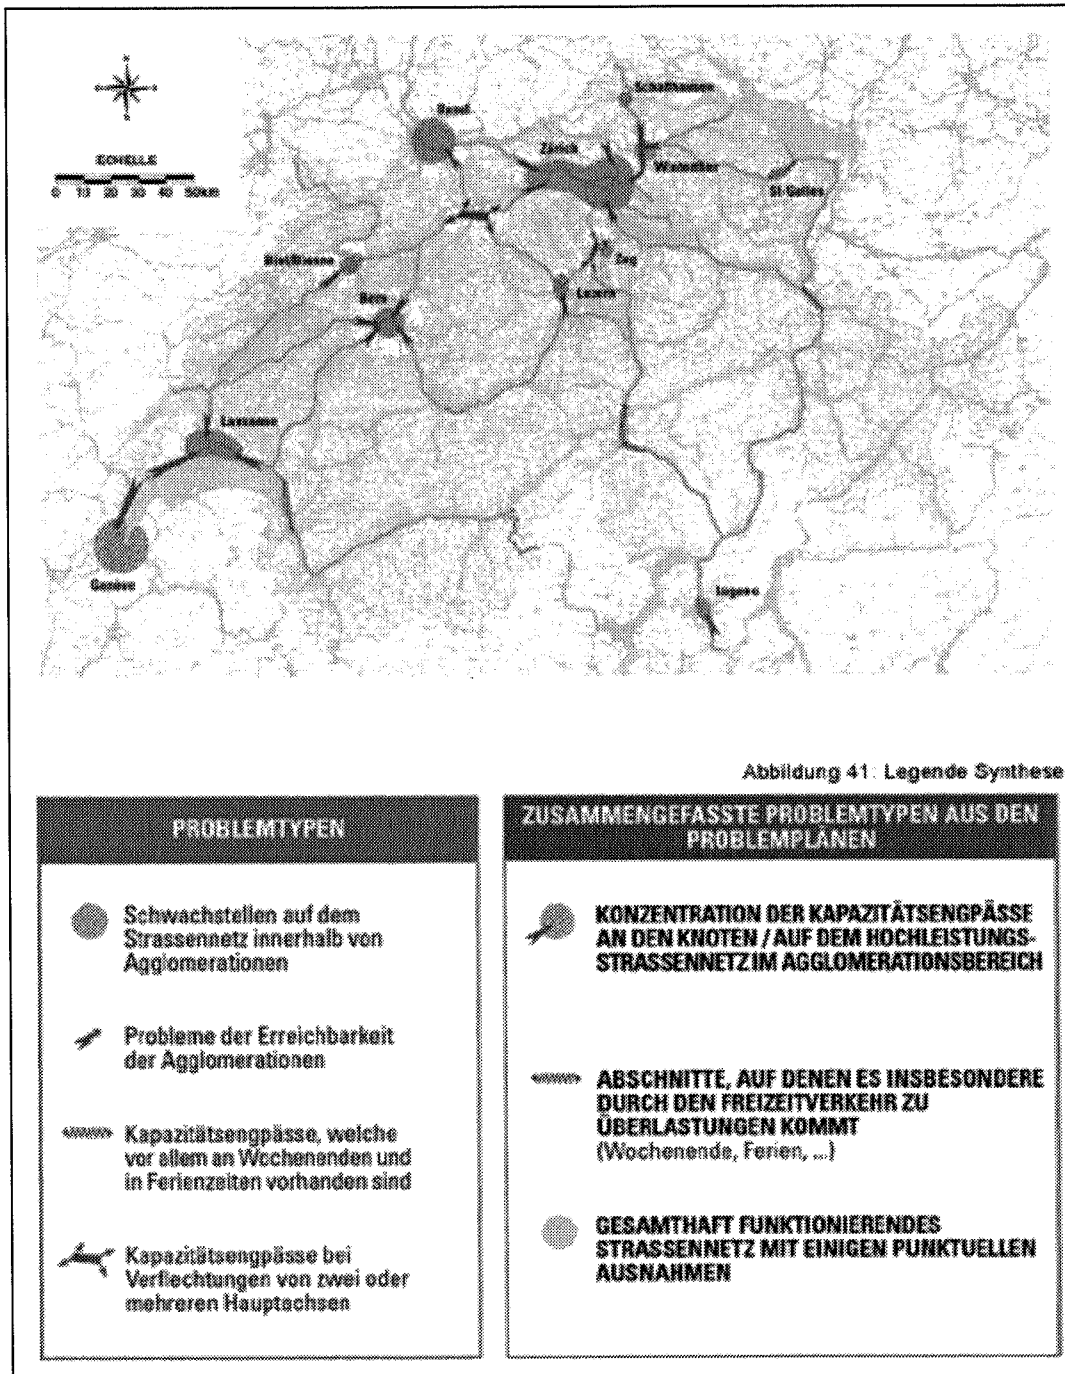 ECHELLE
0 10 20 30 40 50km
Basel
Schaffhausen
Zürich
Winterthur
St Gallen
Biel/Bienne
Zug
Bern
Luzern
Lausanne
Genève
Lugano
Abbildung 41: Legende Synthese
PROBLEMTYPEN
Schwachstellen auf dem
Strassennetz innerhalb von
Agglomerationen
Probleme der Erreichbarkeit
der Agglomerationen
Kapazitätsengpässe, welche
vor allem an Wochenenden und
in Ferienzeiten vorhanden sind
Kapazitätsengpässe bei
Verflechtungen von zwei oder
mehreren Hauptachsen
ZUSAMMENGEFASSTE PROBLEMTYPEN AUS DEN
PROBLEMPLÄNEN
KONZENTRATION DER KAPAZITÄTSENGPÄSSE
AN DEN KNOTEN / AUF DEM HOCHLEISTUNGS-
STRASSENNETZ IM AGGLOMERATIONSBEREICH
ABSCHNITTE, AUF DENEN ES INSBESONDERE
DURCH DEN FREIZEITVERKEHR ZU
ÜBERLASTUNGEN KOMMT
(Wochenende, Ferien, ...)
GESAMTHAFT FUNKTIONIERENDES
STRASSENNETZ MIT EINIGEN PUNKTUELLEN
AUSNAHMEN